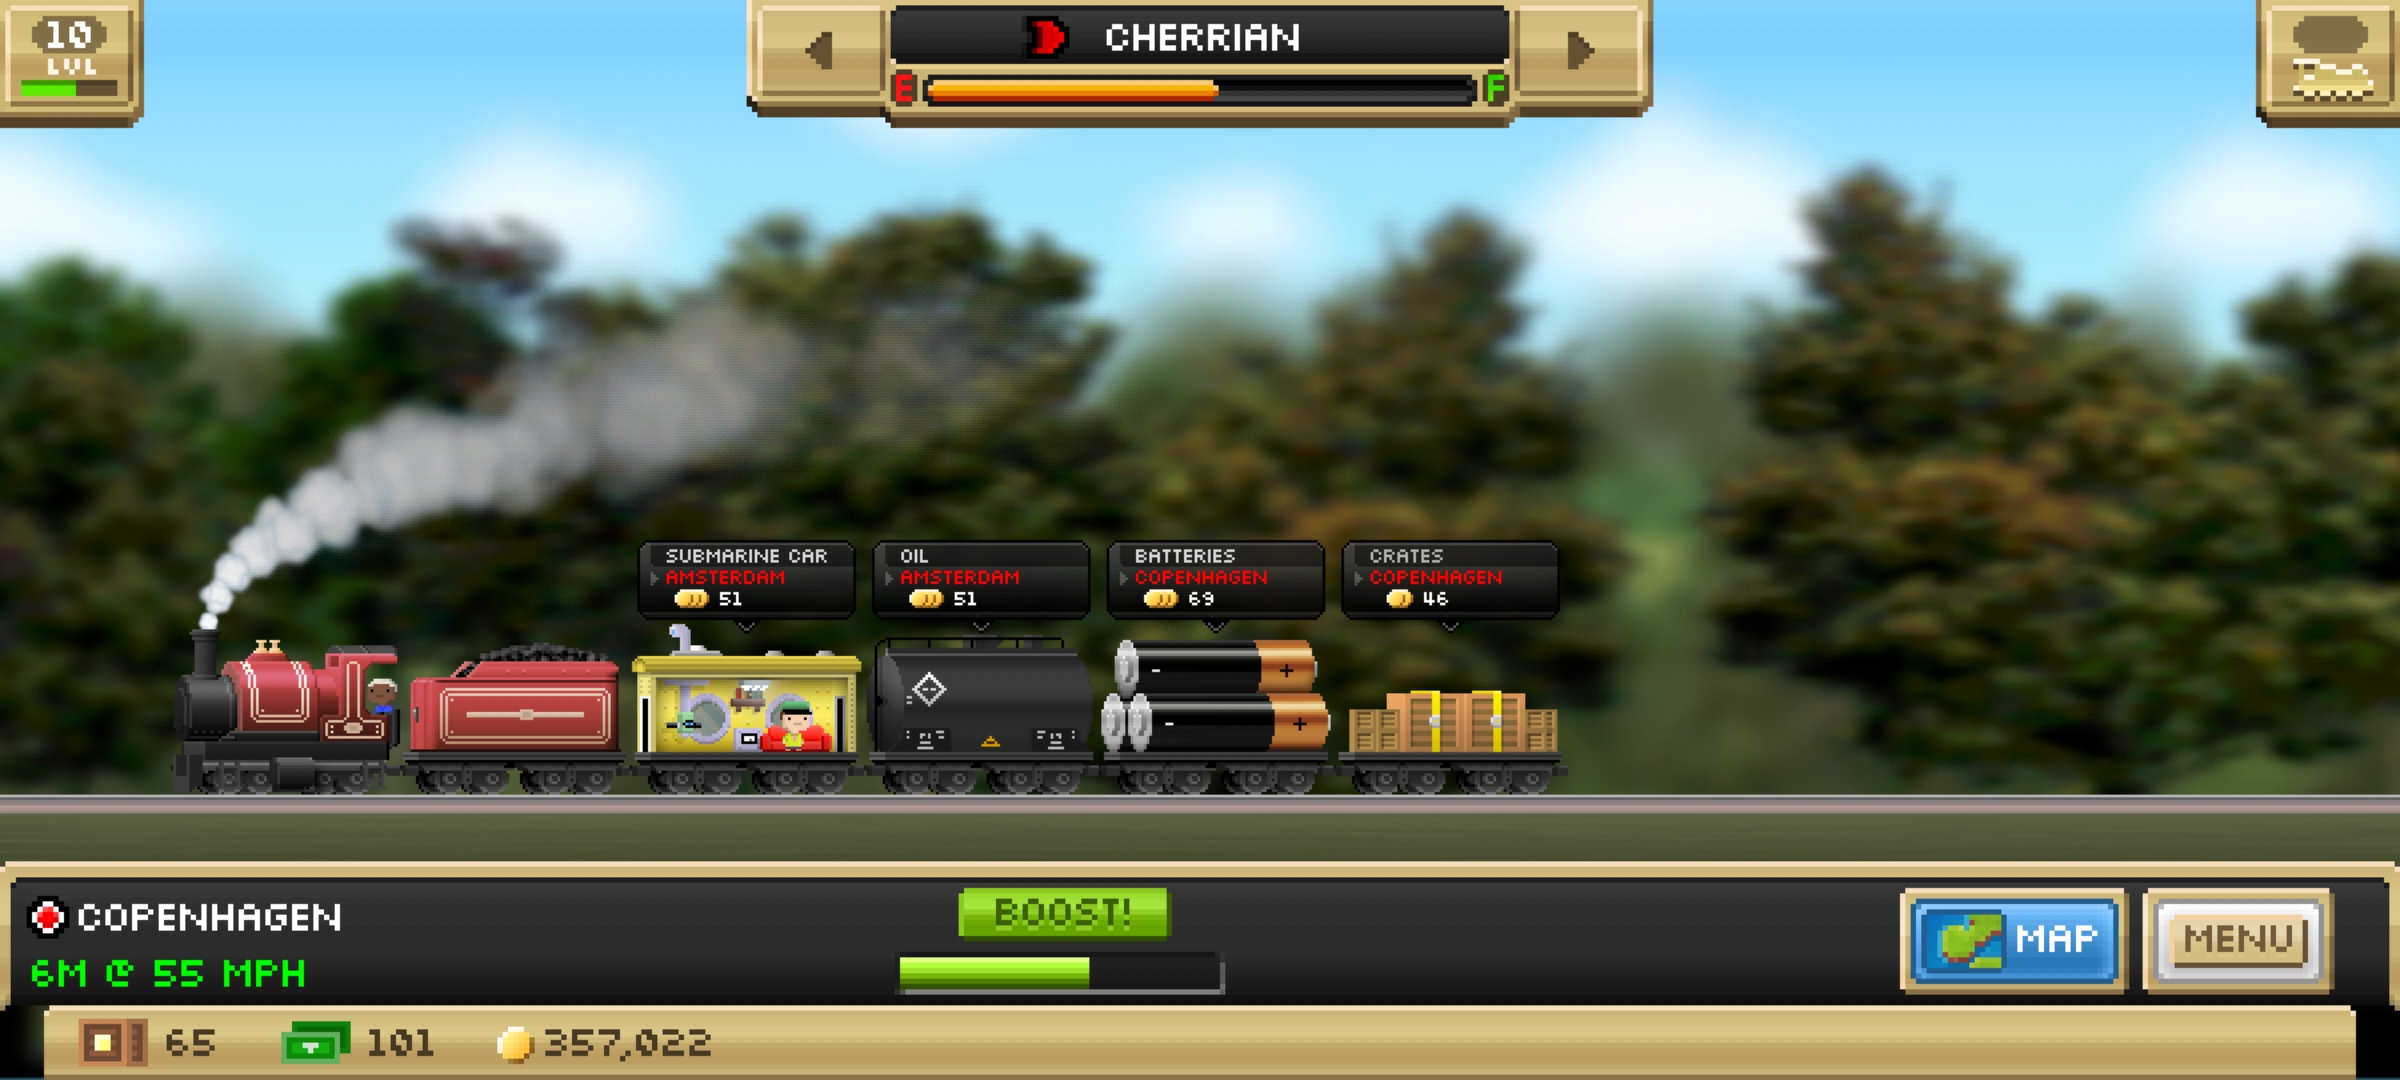 10
LVL
CHERRIAN
E F
SUBMARINE CAR
AMSTERDAM
51
OIL
AMSTERDAM
51
BATTERIES
COPENHAGEN
69
CRATES
COPENHAGEN
46
- +
- +
COPENHAGEN
6M @ 55 MPH
BOOST!
MAP
MENU
65
101
357,022